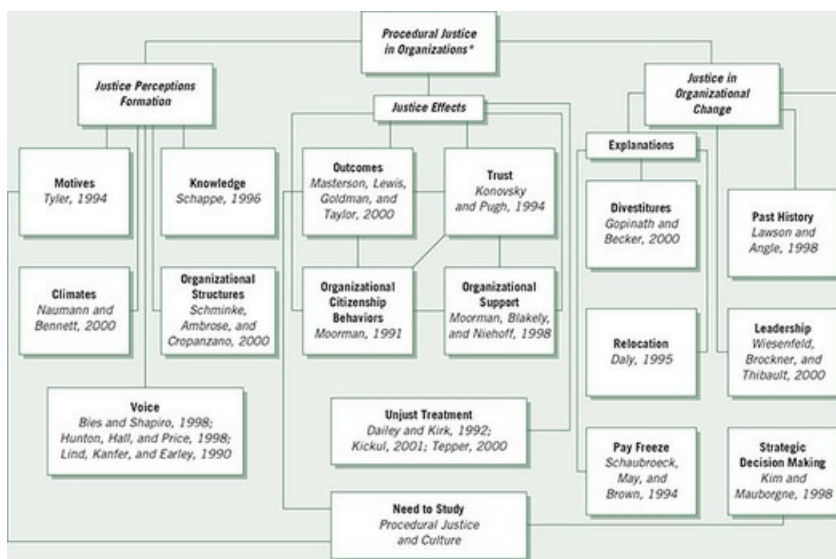 Procedural Justice
in Organizations*
Justice Perceptions
Formation
Justice Effects
Justice in
Organizational
Change
Explanations
Motives
Tyler, 1994
Knowledge
Schappe, 1996
Outcomes
Masterson, Lewis,
Goldman, and
Taylor, 2000
Trust
Konovsky
and Pugh, 1994
Divestitures
Gopinath and
Becker, 2000
Past History
Lawson and
Angle, 1998
Climates
Naumann and
Bennett, 2000
Organizational
Structures
Schminke,
Ambrose, and
Cropanzano, 2000
Organizational
Citizenship
Behaviors
Moorman, 1991
Organizational
Support
Moorman, Blakely,
and Niehoff, 1998
Relocation
Daly, 1995
Leadership
Wiesenfeld,
Brockner, and
Thibault, 2000
Voice
Bies and Shapiro, 1998;
Hunton, Hall, and Price, 1998;
Lind, Kanfer, and Earley, 1990
Unjust Treatment
Dailey and Kirk, 1992;
Kickul, 2001; Tepper, 2000
Pay Freeze
Schaubroeck,
May, and
Brown, 1994
Strategic
Decision Making
Kim and
Mauborgne, 1998
Need to Study
Procedural Justice
and Culture